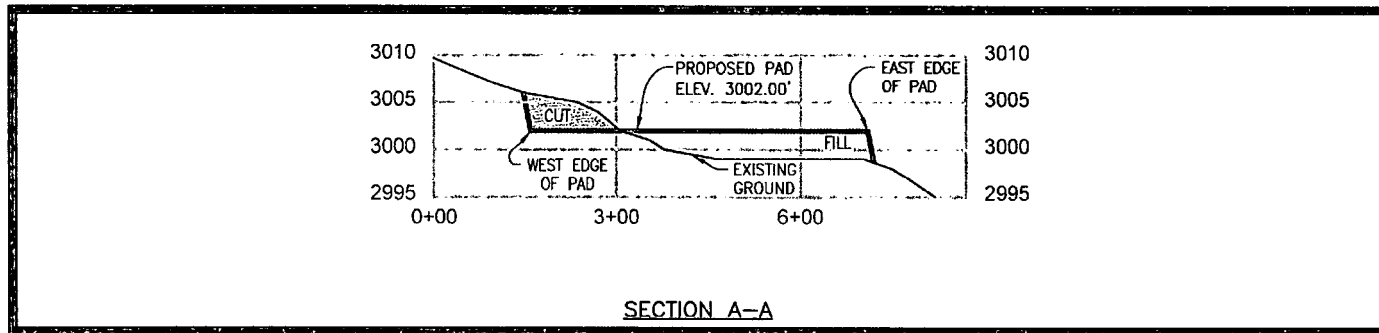 3010
3005
3000
2995
PROPOSED PAD
ELEV. 3002.00'
EAST EDGE
OF PAD
3010
3005
3000
2995
CUT
FILL
WEST EDGE
OF PAD
EXISTING
GROUND
0+00
3+00
6+00
SECTION A-A